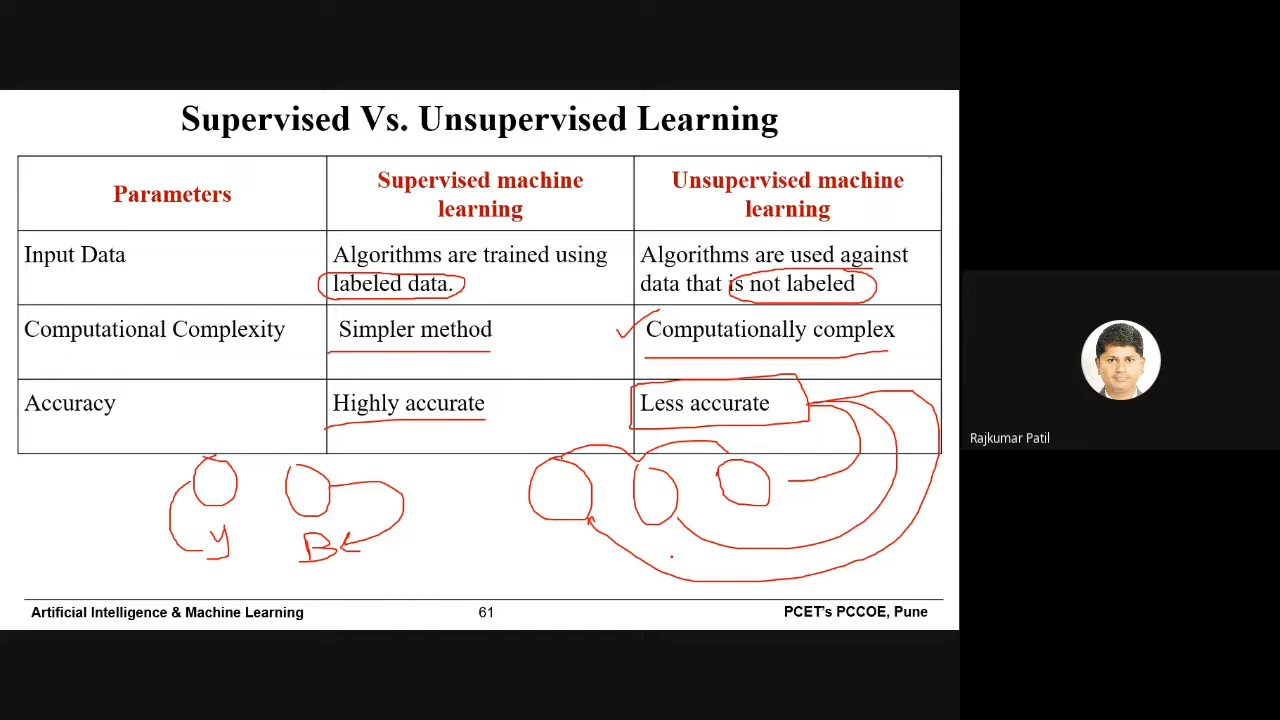 Supervised Vs. Unsupervised Learning
Parameters
Supervised machine
learning
Unsupervised machine
learning
Input Data
Algorithms are trained using
labeled data.
Algorithms are used against
data that is not labeled
Computational Complexity
Simpler method
Computationally complex
Accuracy
Highly accurate
Less accurate
y
B
Rajkumar Patil
Artificial Intelligence & Machine Learning
61
PCET's PCCOE, Pune